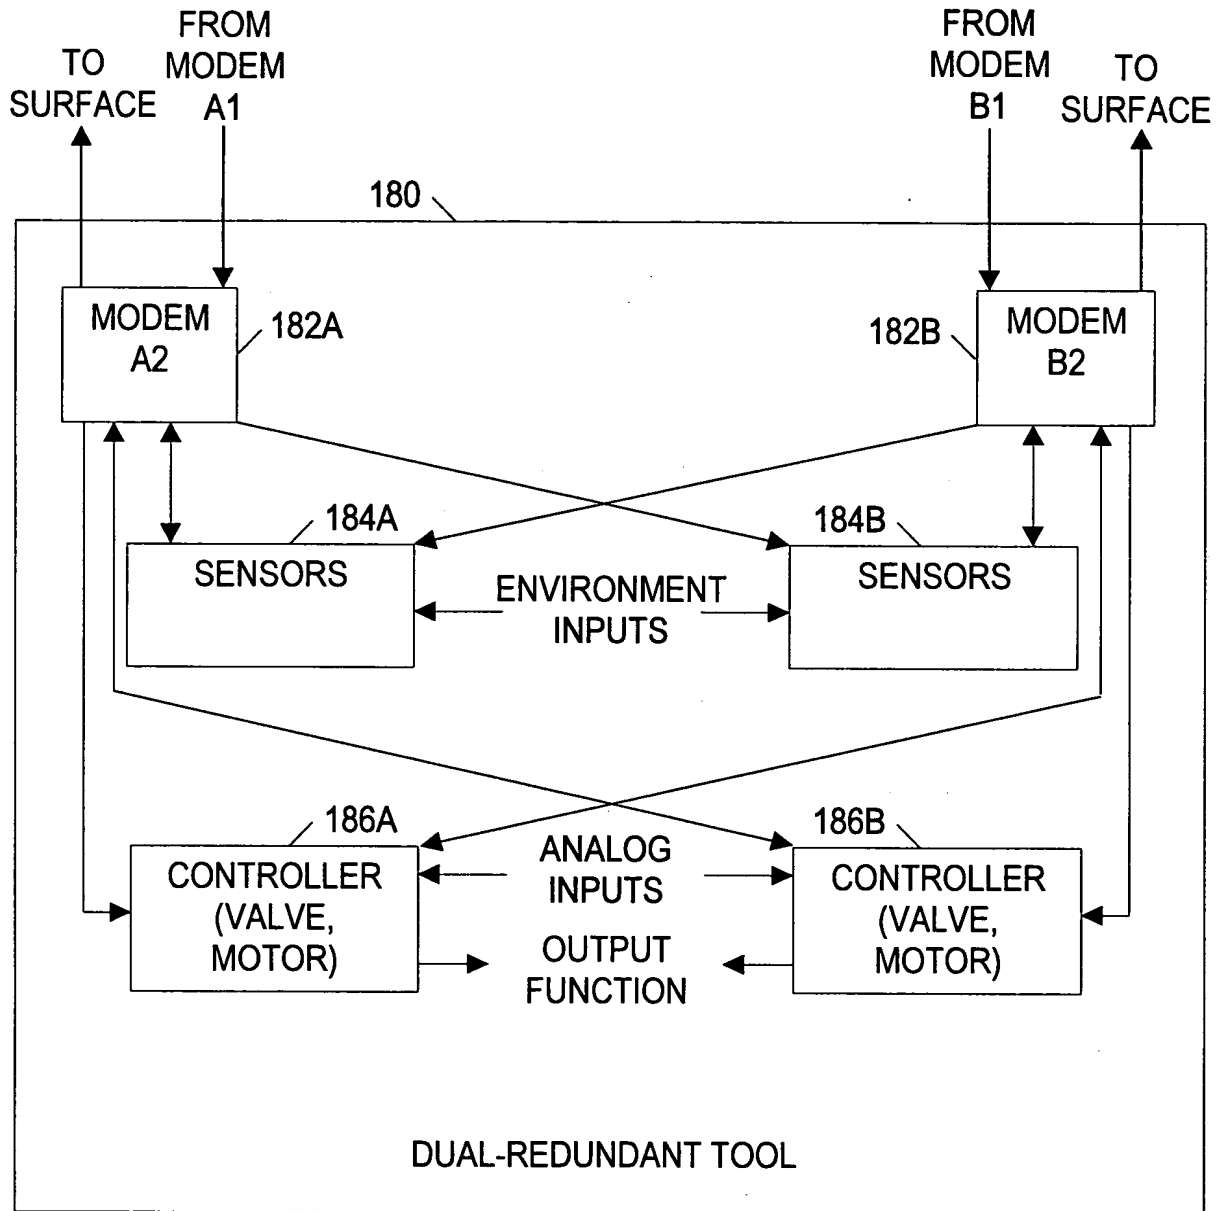 TO
SURFACE
FROM
MODEM
A1
FROM
MODEM
B1
TO
SURFACE
180
MODEM
A2
182A
182B
MODEM
B2
184A
SENSORS
184B
SENSORS
ENVIRONMENT
INPUTS
186A
CONTROLLER
(VALVE,
MOTOR)
ANALOG
INPUTS
OUTPUT
FUNCTION
186B
CONTROLLER
(VALVE,
MOTOR)
DUAL-REDUNDANT TOOL